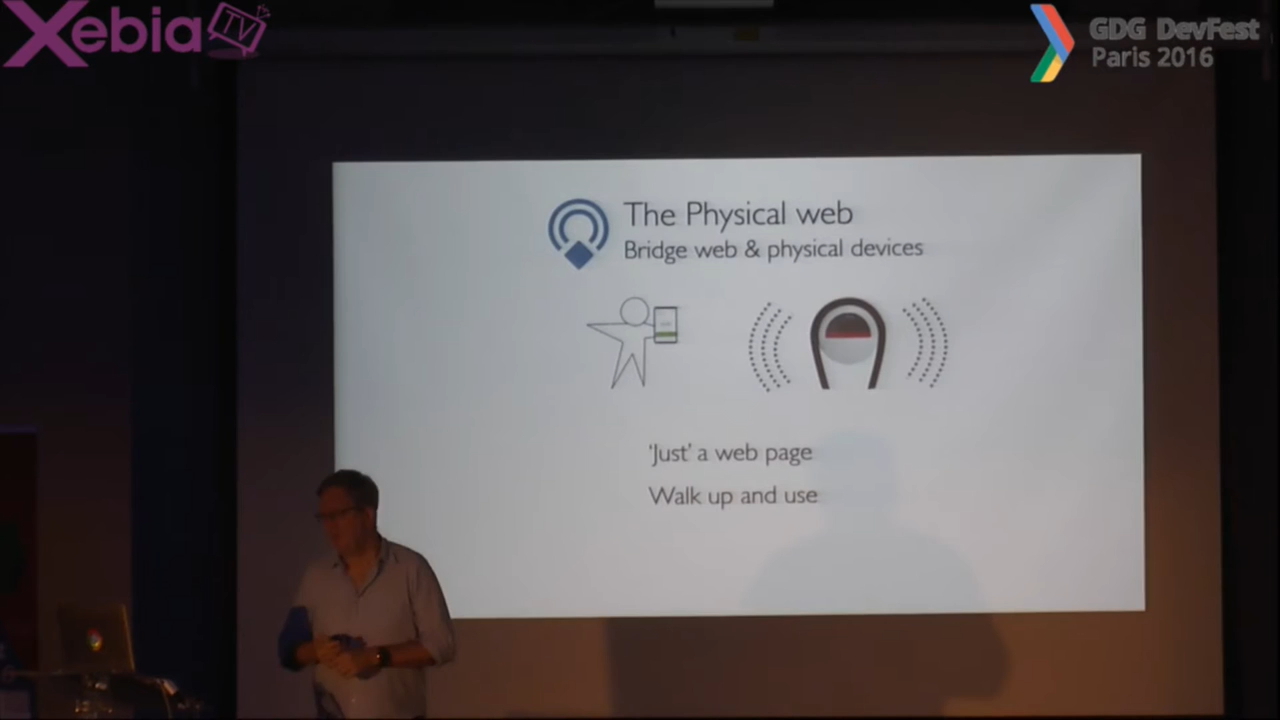 Xebia TV
GDG DevFest
Paris 2016
The Physical web
Bridge web & physical devices
'Just' a web page
Walk up and use